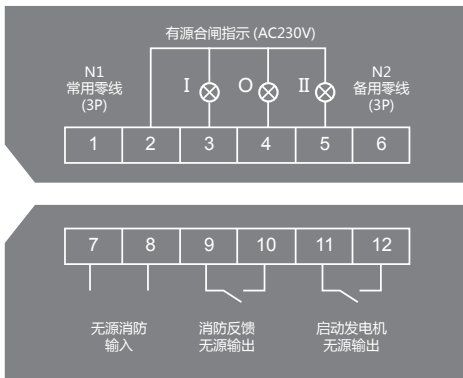 有源合闸指示 (AC230V)
N1
常用零线
(3P)
I
O
II
N2
备用零线
(3P)
1 2 3 4 5 6
7 8 9 10 11 12
无源消防
输入
消防反馈
无源输出
启动发电机
无源输出